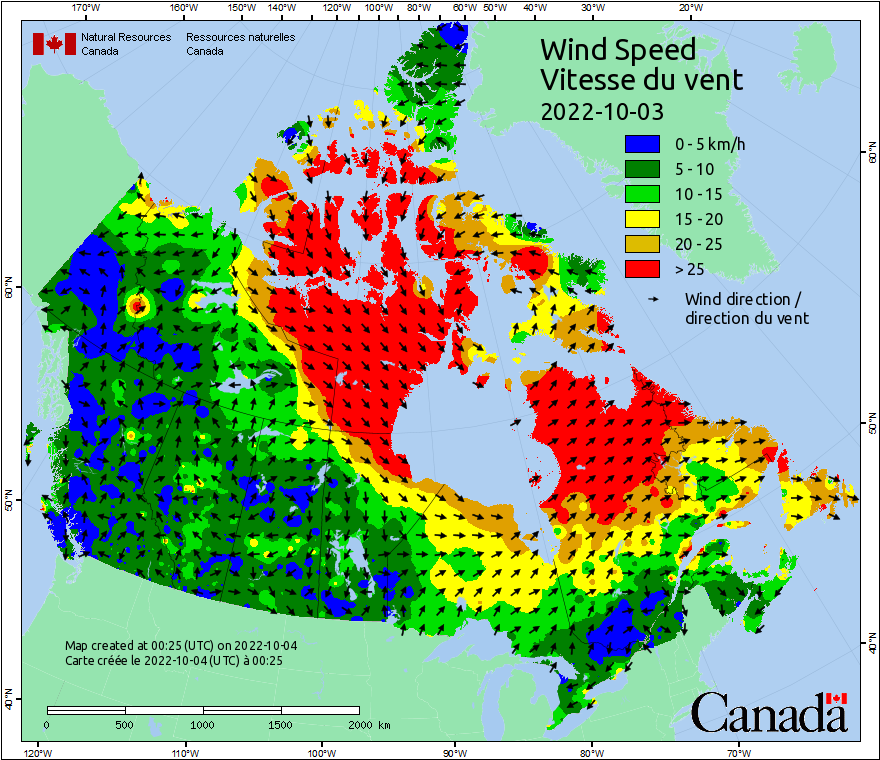 170°W 160°W 150°W 140°W 130°W 120°W 110°W 100°W 90°W 80°W 70°W 60°W 50°W 40°W 30°W 20°W
Natural Resources Ressources naturelles
Canada Canada
Wind Speed
Vitesse du vent
2022-10-03
0 - 5 km/h
5 - 10
10 - 15
15 - 20
20 - 25
> 25
Wind direction /
direction du vent
60°N 60°N
50°N 50°N
40°N 40°N
Map created at 00:25 (UTC) on 2022-10-04
Carte créée le 2022-10-04 (UTC) à 00:25
0 500 1000 1500 2000 km
Canada
120°W 110°W 100°W 90°W 80°W 70°W